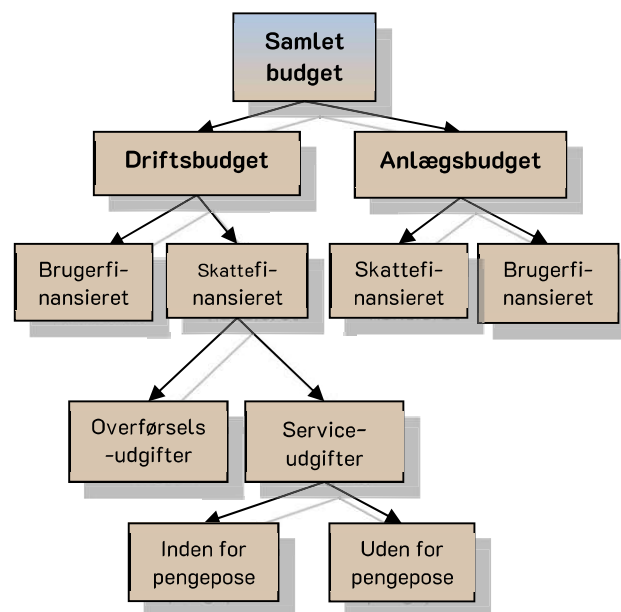 Samlet
budget
Driftsbudget
Anlægsbudget
Brugerfi-
nansieret
Skattefi-
nansieret
Skattefi-
nansieret
Brugerfi-
nansieret
Overførsels
-udgifter
Service-
udgifter
Inden for
pengepose
Uden for
pengepose